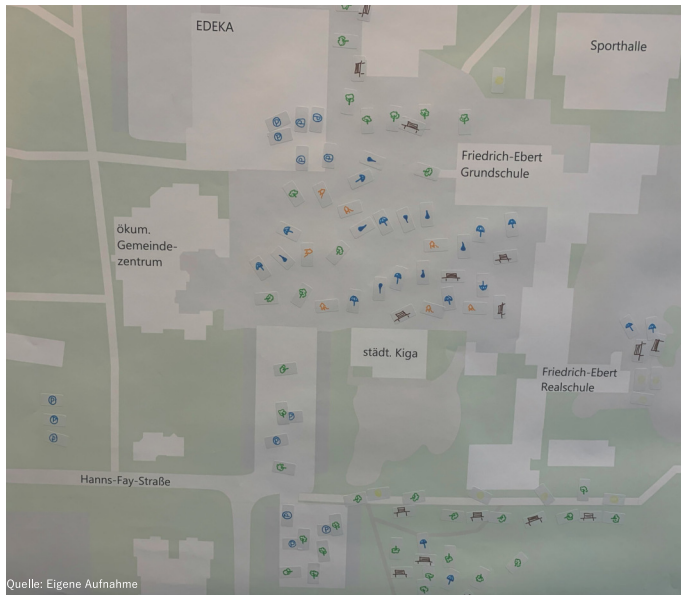 EDEKA
Sporthalle
Friedrich-Ebert
Grundschule
ökum.
Gemeinde-
zentrum
städt. Kiga
Friedrich-Ebert
Realschule
Hanns-Fay-Straße
Quelle: Eigene Aufnahme